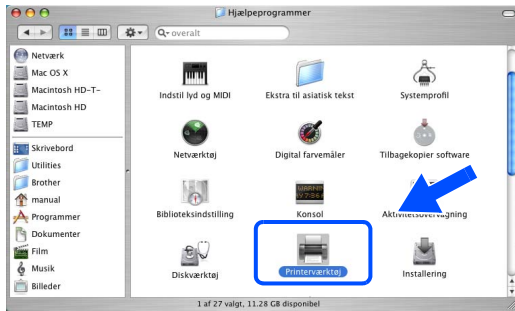 Hjælpeprogrammer
overalt
Netværk
Mac OS X
Macintosh HD-T-
Macintosh HD
TEMP
Skrivebord
Utilities
Brother
manual
Programmer
Dokumenter
Film
Musik
Billeder
Indstil lyd og MIDI
Ekstra til asiatisk tekst
Systemprofil
Netværktøj
Digital farvemåler
Tilbagekopier software
Biblioteksindstilling
Konsol
Aktivitetsovervågning
Diskværktøj
Printerværktøj
Installering
1 af 27 valgt, 11.28 GB disponibel